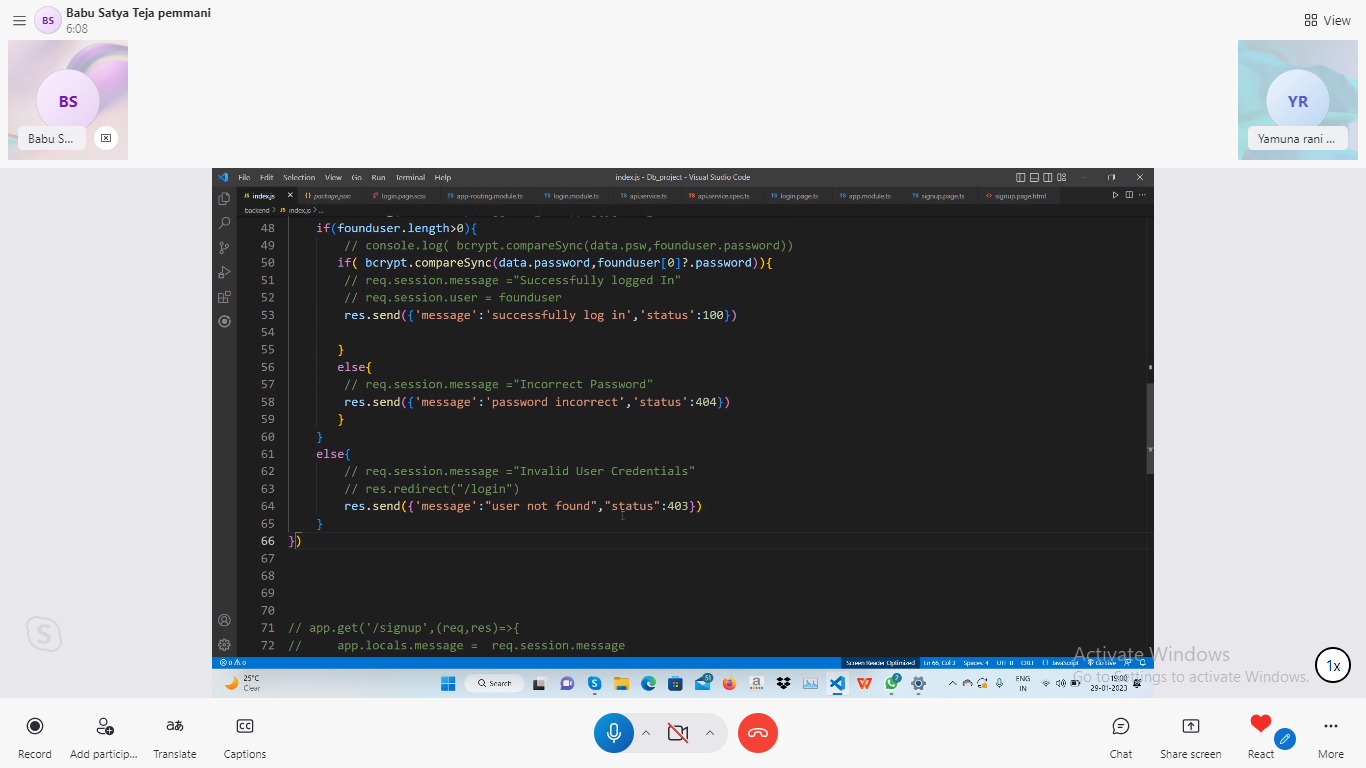 BS
Babu Satya Teja pemmani
6:08
View
BS
Babu S...
YR
Yamuna rani ...
File Edit Selection View Go Run Terminal Help
index.js - Db_project - Visual Studio Code
JS index.js {} package.json login.page.scss TS app-routing.module.ts TS login.module.ts TS api.service.ts TS api.service.spec.ts TS login.page.ts TS app.module.ts TS signup.page.ts <> signup.page.html
backend > JS index.js > ...
48 if(founduser.length>0){
49 // console.log( bcrypt.compareSync(data.psw,founduser.password))
50 if( bcrypt.compareSync(data.password,founduser[0]?.password)){
51 // req.session.message ="Successfully logged In"
52 // req.session.user = founduser
53 res.send({'message':'successfully log in','status':100})
54
55 }
56 else{
57 // req.session.message ="Incorrect Password"
58 res.send({'message':'password incorrect','status':404})
59 }
60 }
61 else{
62 // req.session.message ="Invalid User Credentials"
63 // res.redirect("/login")
64 res.send({'message':"user not found","status":403})
65 }
66 })
67
68
69
70
71 // app.get('/signup',(req,res)=>{
72 // app.locals.message = req.session.message
0 0
Screen Reader Optimized Ln 66, Col 3 Spaces: 4 UTF-8 CRLF {} JavaScript Go Live
Activate Windows
Go to Settings to activate Windows.
1x
25°C
Clear
Search
ENG
IN
19:00
29-01-2023
Record
Add particip...
Translate
Captions
Chat
Share screen
React
More